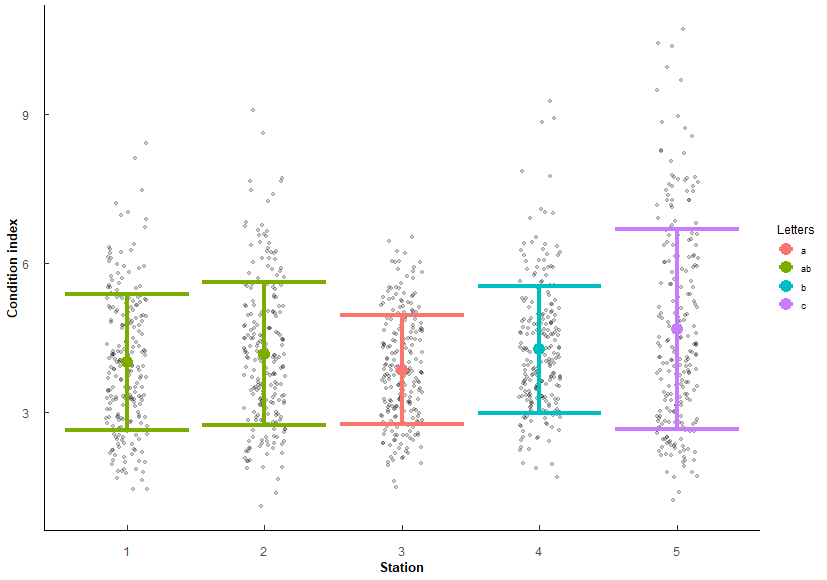 Condition index
9
6
3
1 2 3 4 5
Station
Letters
a
ab
b
c